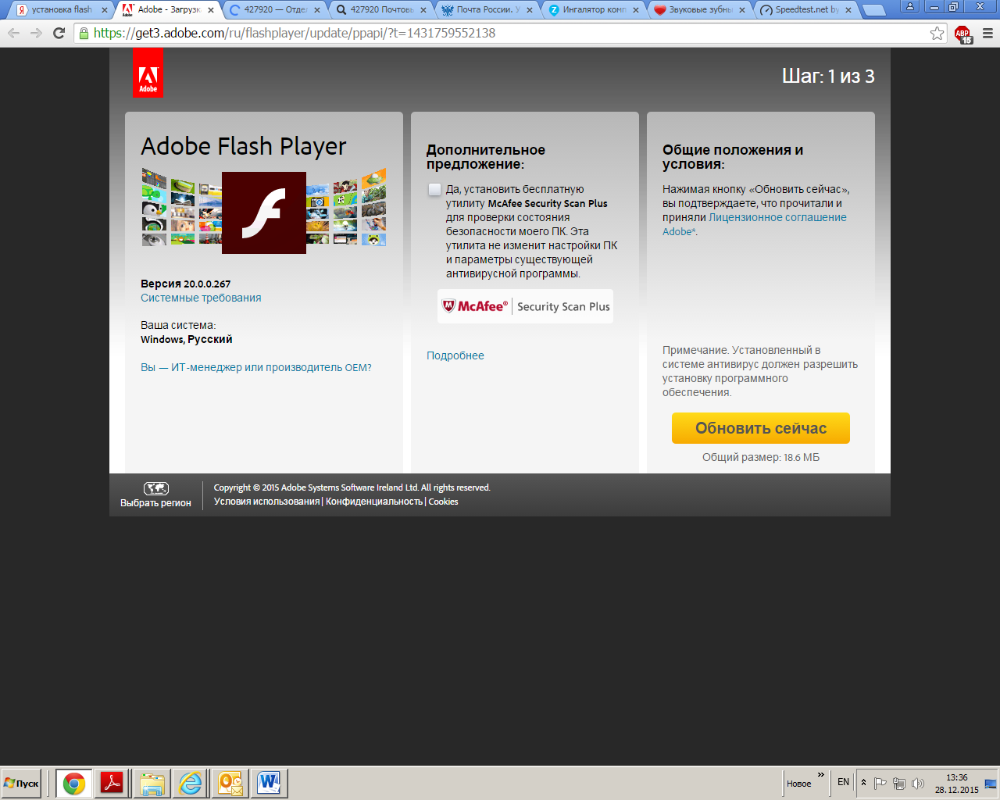 установка flash
Adobe - Загрузк
427920 — Отдел
427920 Почтовы
Почта России. У
Ингалятор комп
Звуковые зубны
Speedtest.net by
https://get3.adobe.com/ru/flashplayer/update/ppapi/?t=1431759552138
ABP
15
Adobe
Шаг: 1 из 3
Adobe Flash Player
Версия 20.0.0.267
Системные требования
Ваша система:
Windows, Русский
Вы — ИТ-менеджер или производитель OEM?
Дополнительное
предложение:
Да, установить бесплатную
утилиту McAfee Security Scan Plus
для проверки состояния
безопасности моего ПК. Эта
утилита не изменит настройки ПК
и параметры существующей
антивирусной программы.
McAfee® Security Scan Plus
Подробнее
Общие положения и
условия:
Нажимая кнопку «Обновить сейчас»,
вы подтверждаете, что прочитали и
приняли Лицензионное соглашение
Adobe*.
Примечание. Установленный в
системе антивирус должен разрешить
установку программного
обеспечения.
Обновить сейчас
Общий размер: 18.6 МБ
Выбрать регион
Copyright © 2015 Adobe Systems Software Ireland Ltd. All rights reserved.
Условия использования | Конфиденциальность | Cookies
Пуск
Новое
EN
13:36
28.12.2015